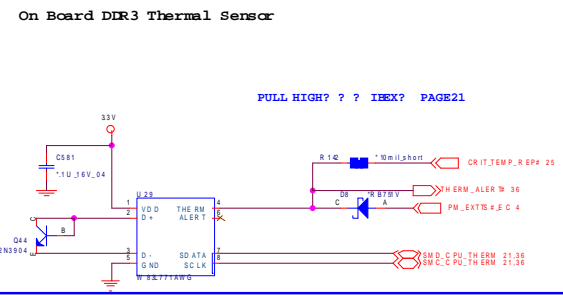 On Board DDR3 Thermal Sensor
PULL HIGH? ? ? IBEX? PAGE21
3.3V
C581
*.1U_16V_04
R142
*10mil_short
CRIT_TEMP_REP# 25
THERM_ALERT# 36
D8
*RB751V
C
A
PM_EXTTS#_EC 4
U29
1
VDD
THERM
4
2
D+
ALERT
6
C
B
Q44
2N3904
E
3
D-
SDATA
7
SMD_CPU_THERM 21,36
5
GND
SCLK
8
SMC_CPU_THERM 21,36
W83L771AWG